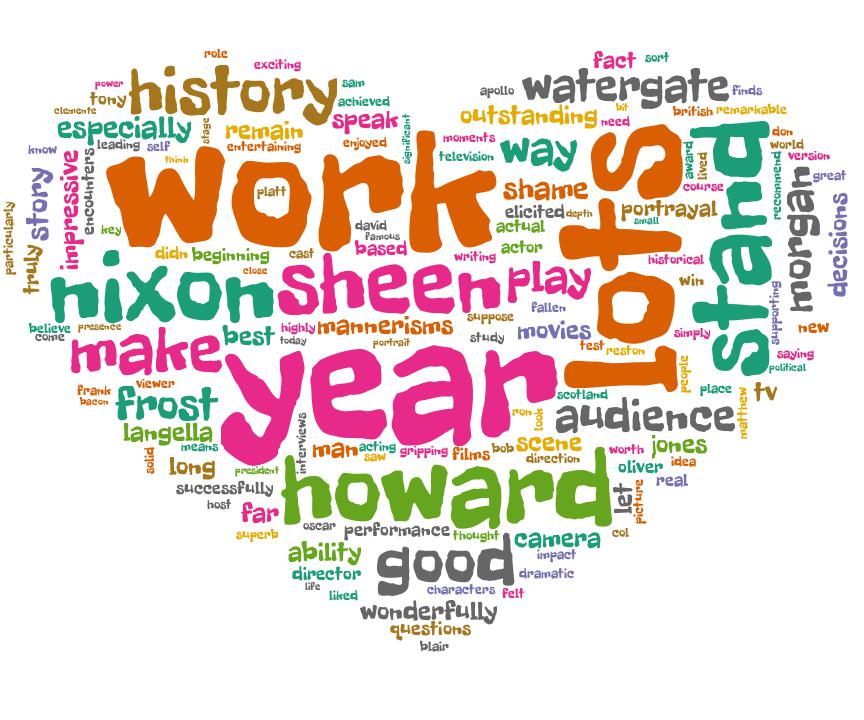 role
fact
sort
exciting
power
history
sam
apollo
watergate
finds
tony
achieved
clemente
especially
stage
remain
speak
significant
outstanding
bit
need
british
remarkable
know
leading
self
entertaining
enjoyed
moments
way
lots
stand
don
world
think
television
award
lived
version
particularly
story
impressive
encounters
work
platt
shame
course
recommend
great
truly
key
david
famous
elicited
depth
portrayal
small
morgan
decisions
didn
beginning
cast
based
actual
actor
writing
historical
close
nixon
sheen
play
win
supporting
believe
come
presence
best
highly
today
mannerisms
suppose
fallen
movies
simply
new
make
portrait
study
test
reston
people
saying
political
year
frank
bacon
viewer
frost
scotland
place
matthew
tv
langella
means
interviews
ron
look
audience
solid
long
president
man
acting
saw
gripping
films
bob
scene
direction
worth
jones
oliver
idea
real
successfully
host
far
howard
let
picture
superb
oscar
performance
thought
camera
col
ability
good
impact
director
dramatic
life
liked
characters
felt
wonderfully
questions
blair